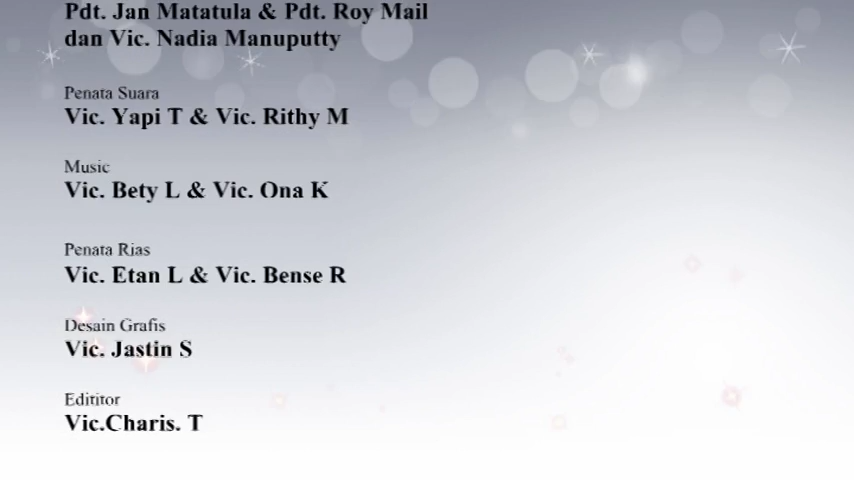 Pdt. Jan Matatula & Pdt. Roy Mail
dan Vic. Nadia Manuputty
Penata Suara
Vic. Yapi T & Vic. Rithy M
Music
Vic. Bety L & Vic. Ona K
Penata Rias
Vic. Etan L & Vic. Bense R
Desain Grafis
Vic. Jastin S
Edititor
Vic.Charis. T